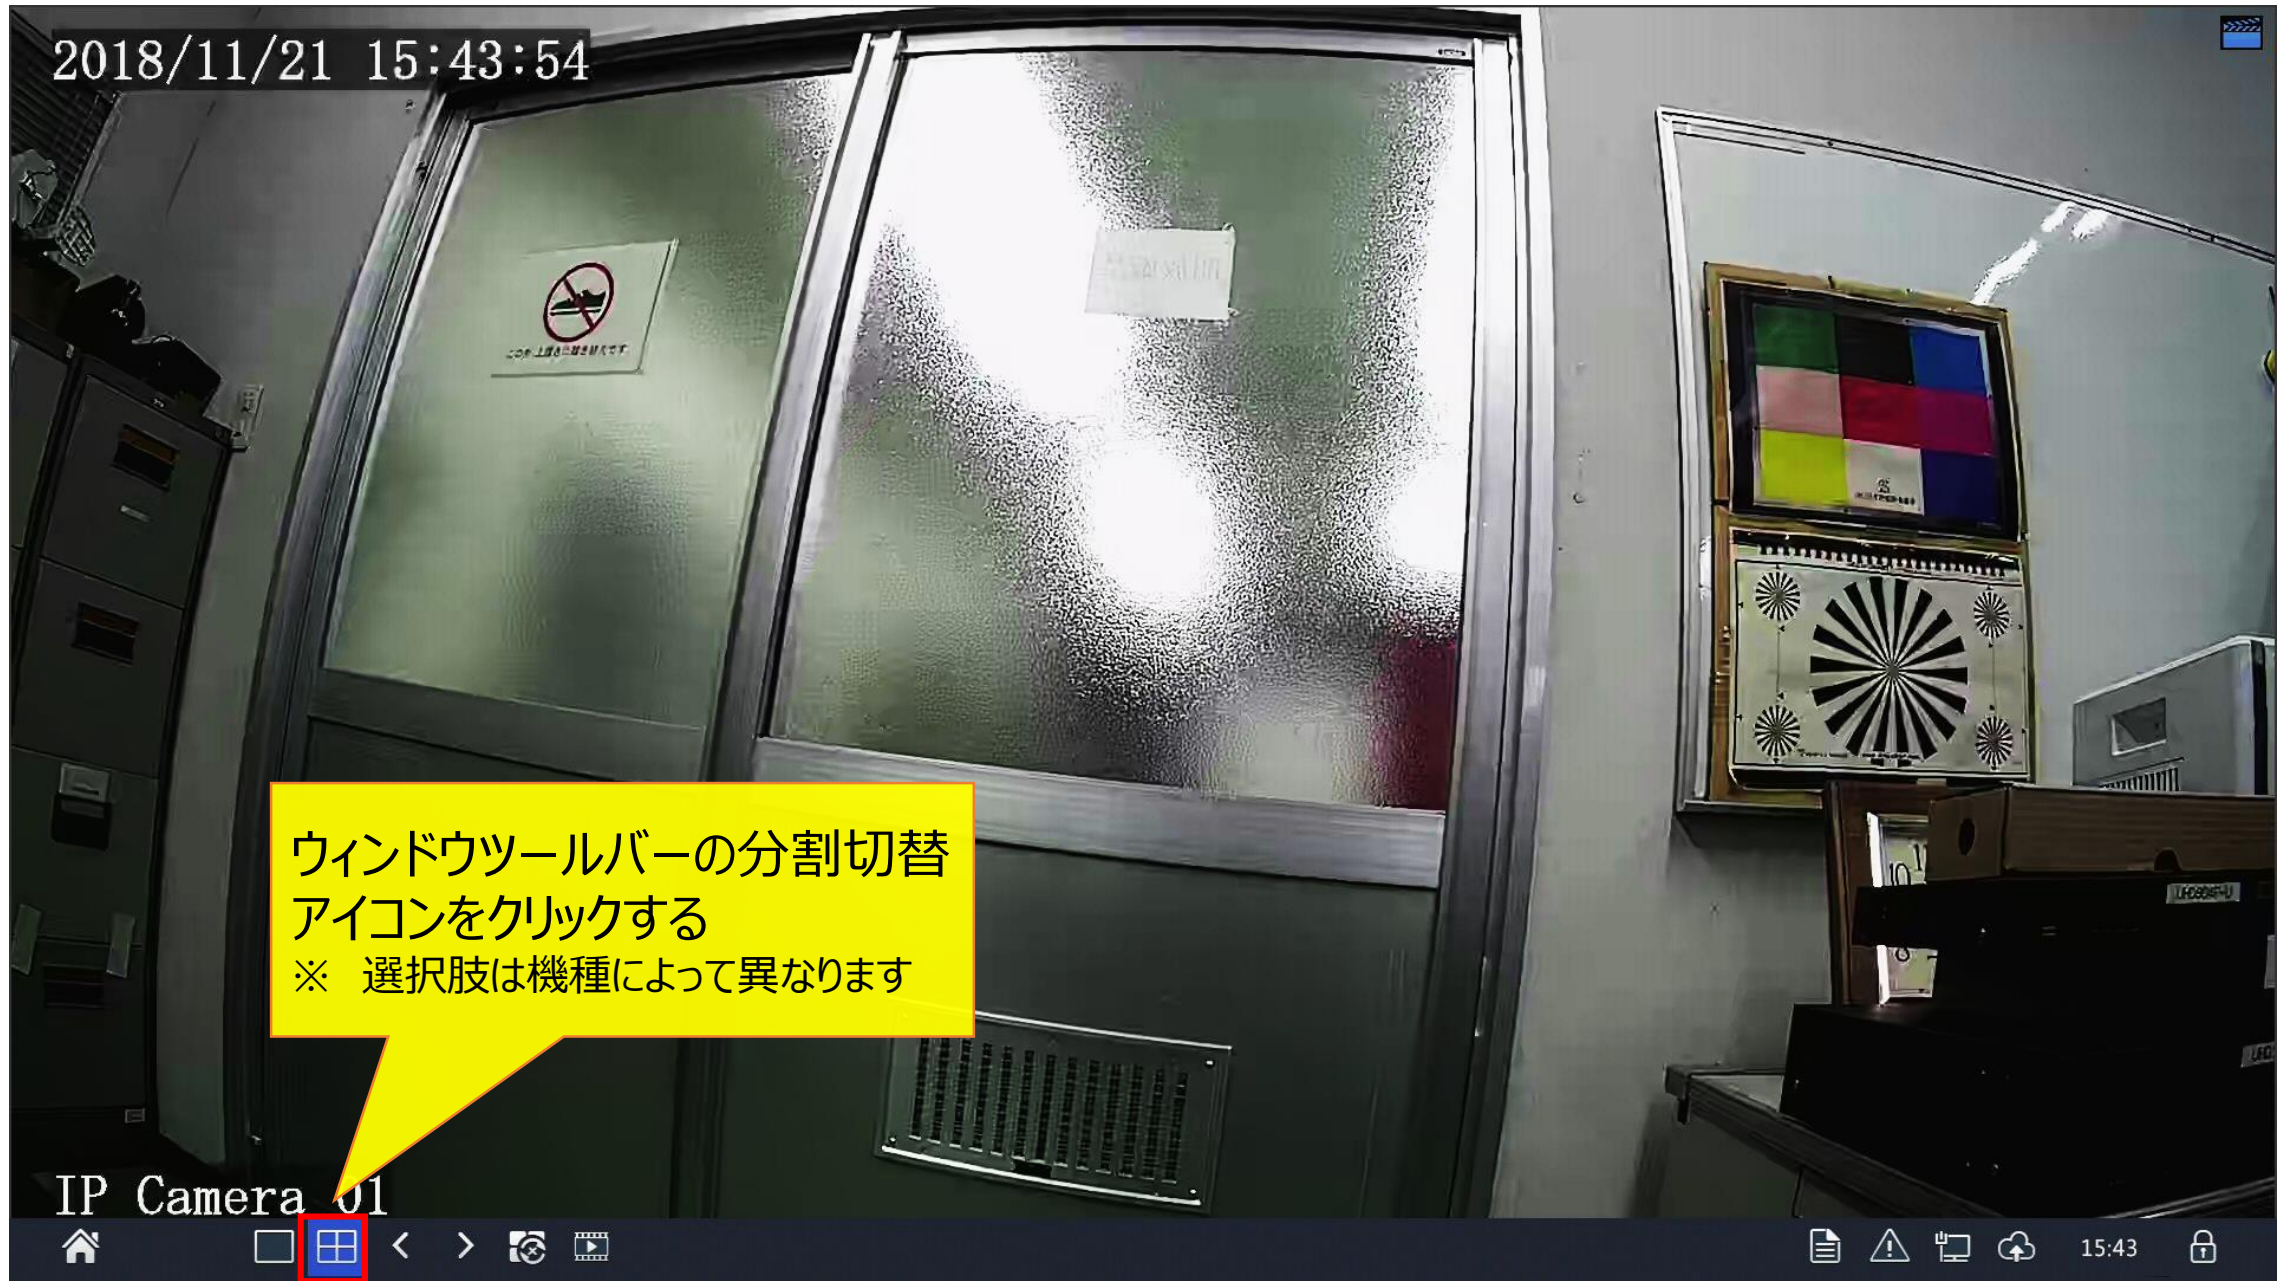 2018/11/21 15:43:54
ウィンドウツールバーの分割切替
アイコンをクリックする
※ 選択肢は機種によって異なります
IP Camera 01
15:43